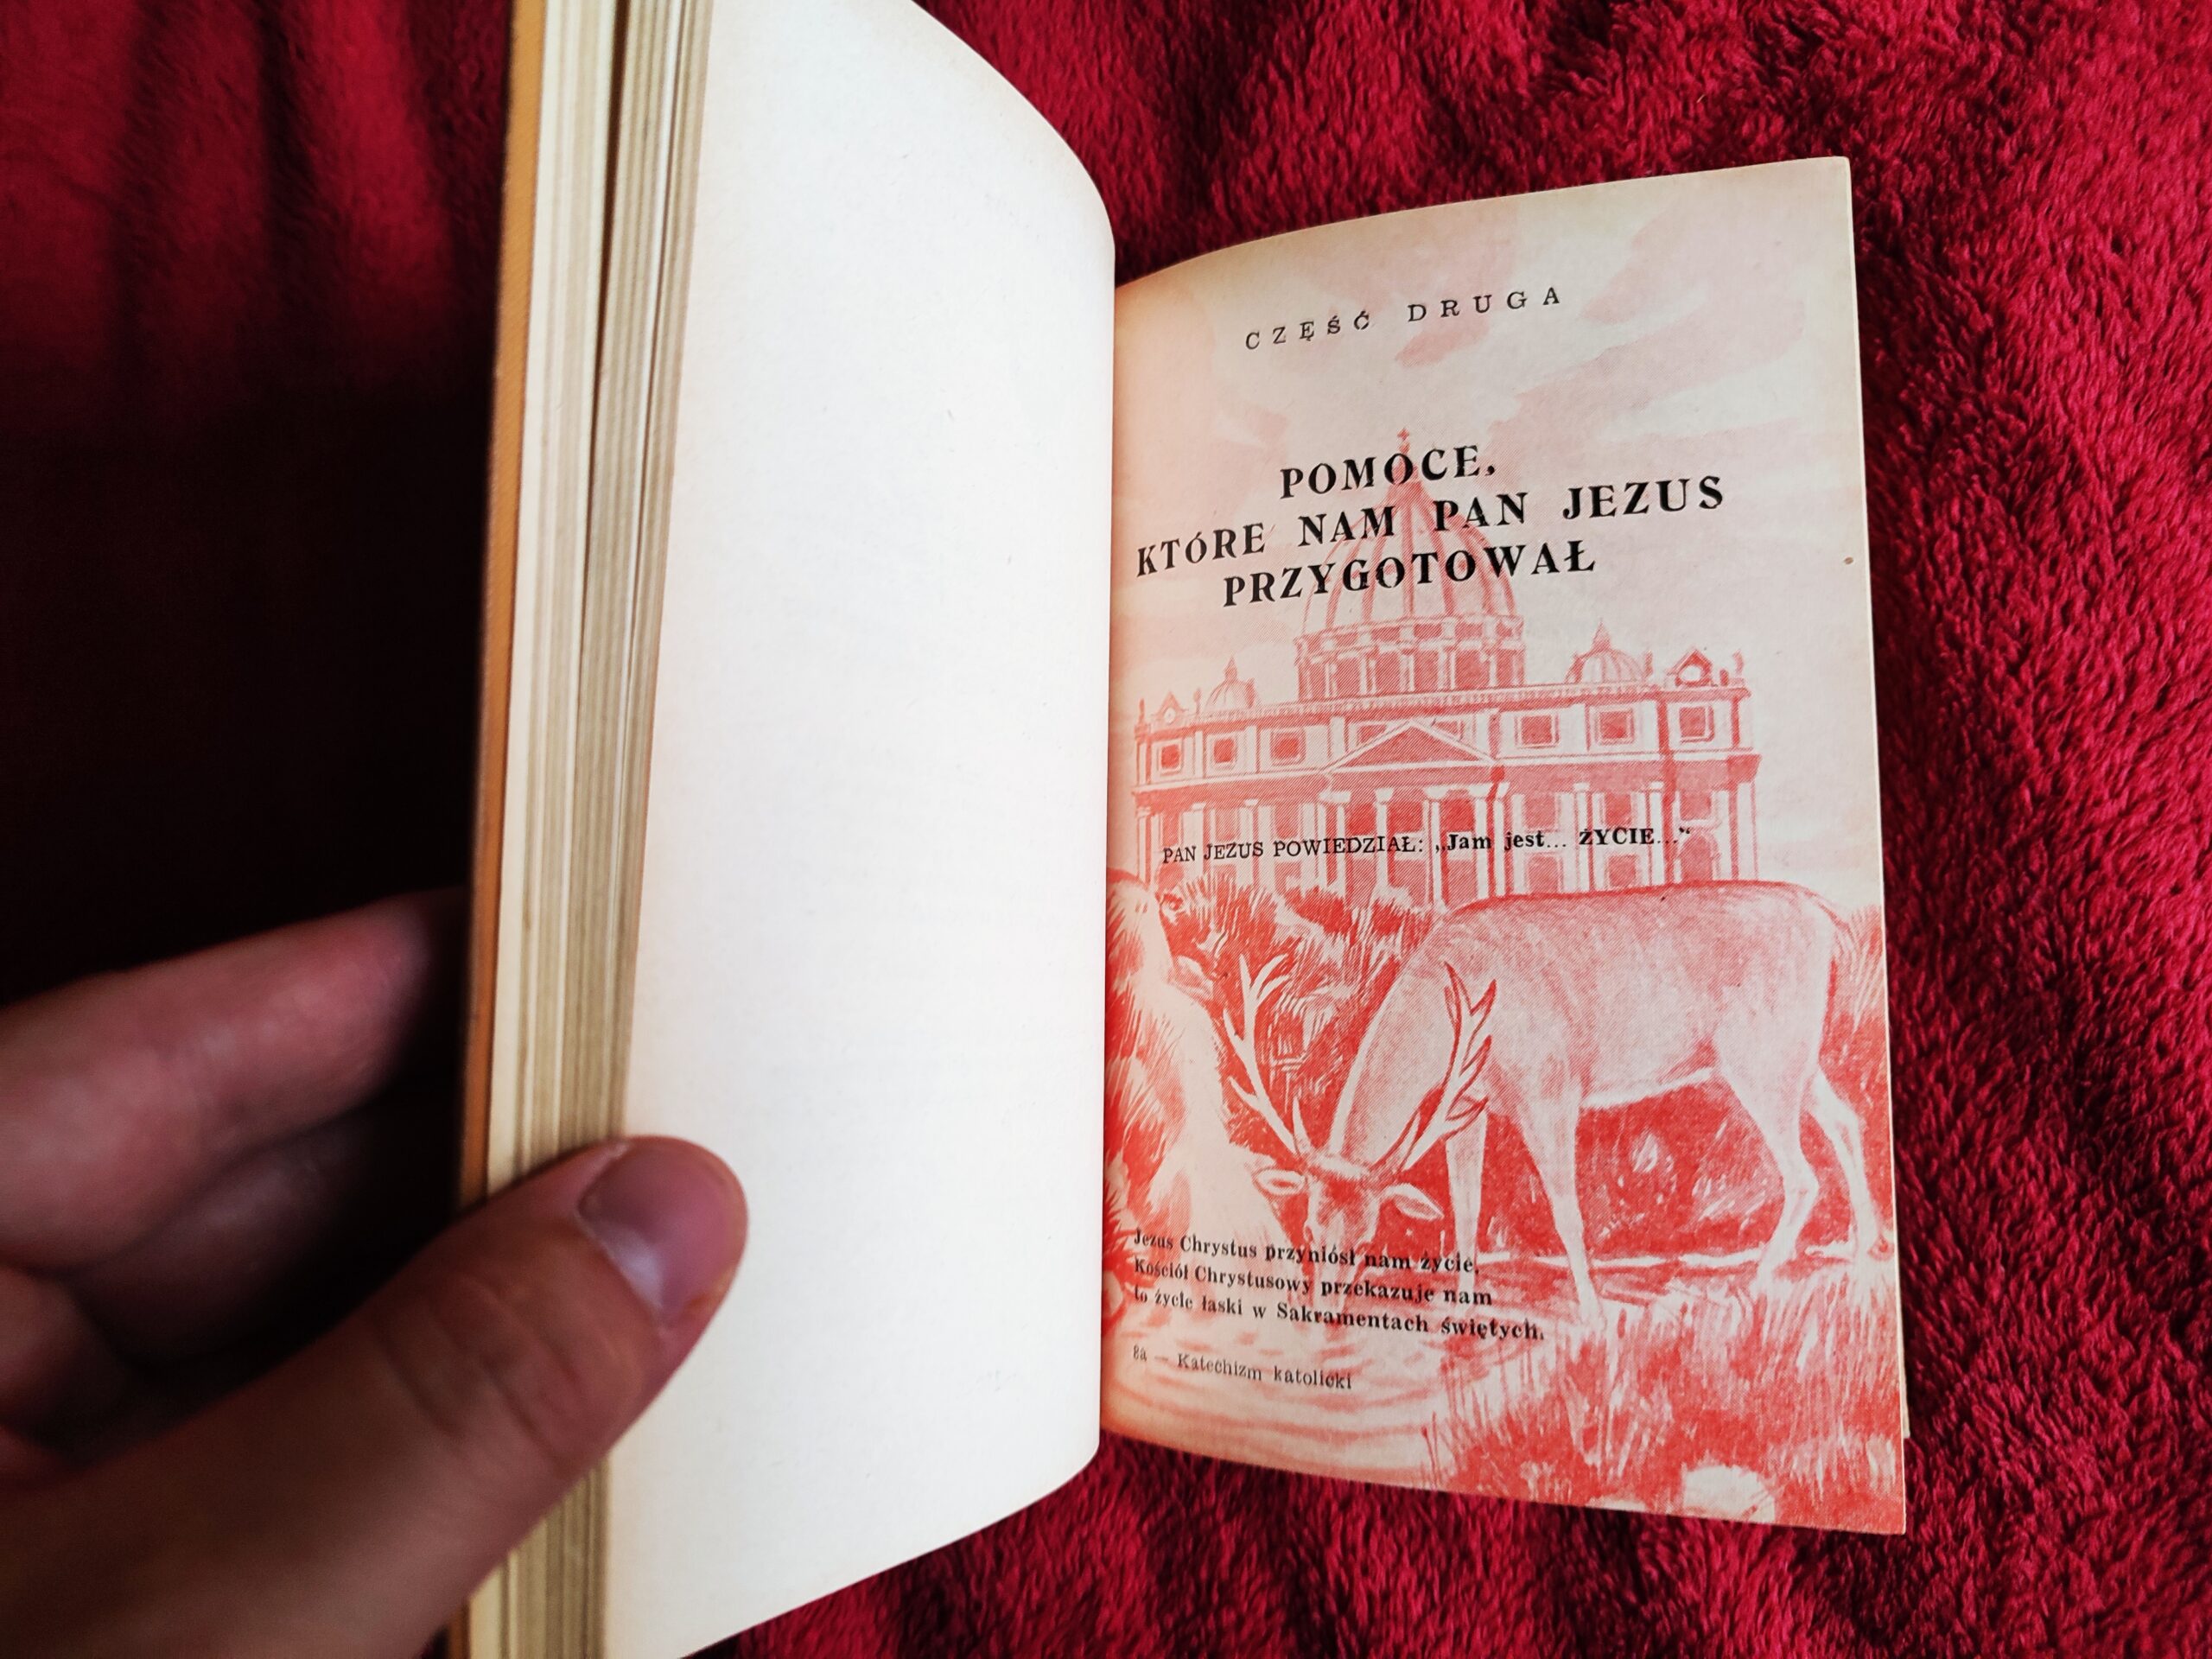 CZĘŚĆ DRUGA
POMOCE,
KTÓRE NAM PAN JEZUS
PRZYGOTOWAŁ
PAN JEZUS POWIEDZIAŁ: „Jam jest... ŻYCIE...“
Jezus Chrystus przyniósł nam życie,
Kościół Chrystusowy przekazuje nam
to życie łaski w Sakramentach świętych.
8a — Katechizm katolicki